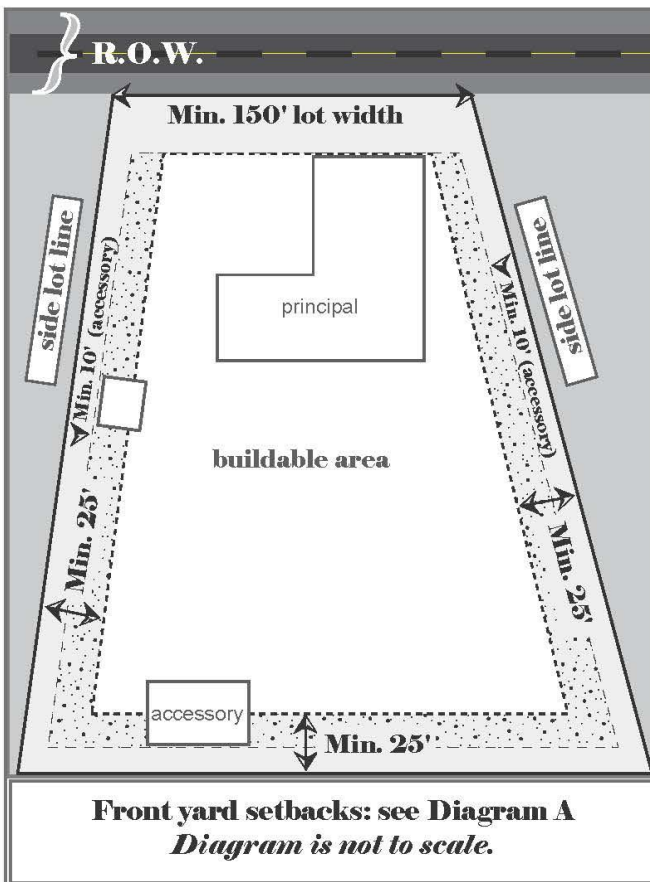 R.O.W.
Min. 150' lot width
side lot line
side lot line
Min. 10' (accessory)
Min. 10' (accessory)
principal
buildable area
Min. 25'
Min. 25'
accessory
Min. 25'
Front yard setbacks: see Diagram A
Diagram is not to scale.